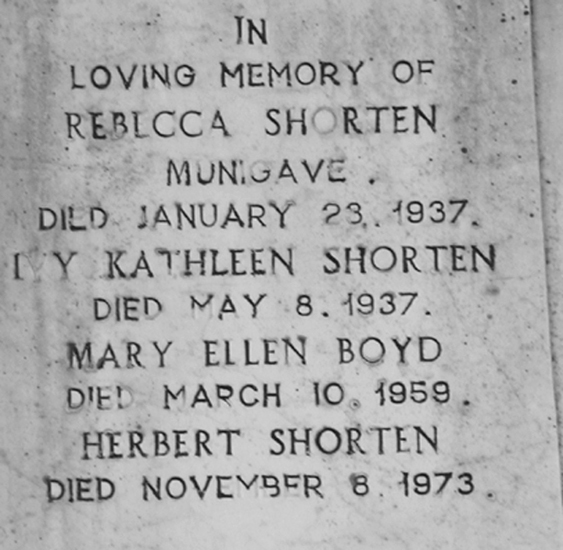 IN
LOVING MEMORY OF
REBECCA SHORTEN
MUNIGAVE.
DIED JANUARY 23. 1937.
IVY KATHLEEN SHORTEN
DIED MAY 8. 1937.
MARY ELLEN BOYD
DIED MARCH 10. 1959.
HERBERT SHORTEN
DIED NOVEMBER 8. 1973.